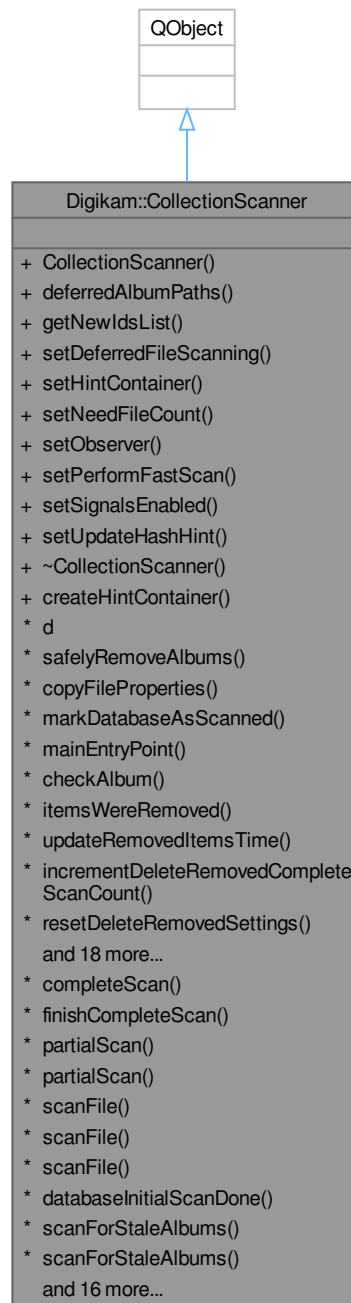 QObject
Digikam::CollectionScanner
+ CollectionScanner()
+ deferredAlbumPaths()
+ getNewIdsList()
+ setDeferredFileScanning()
+ setHintContainer()
+ setNeedFileCount()
+ setObserver()
+ setPerformFastScan()
+ setSignalsEnabled()
+ setUpdateHashHint()
+ ~CollectionScanner()
+ createHintContainer()
* d
* safelyRemoveAlbums()
* copyFileProperties()
* markDatabaseAsScanned()
* mainEntryPoint()
* checkAlbum()
* itemsWereRemoved()
* updateRemovedItemsTime()
* incrementDeleteRemovedComplete
ScanCount()
* resetDeleteRemovedSettings()
and 18 more...
* completeScan()
* finishCompleteScan()
* partialScan()
* partialScan()
* scanFile()
* scanFile()
* scanFile()
* databaseInitialScanDone()
* scanForStaleAlbums()
* scanForStaleAlbums()
and 16 more...